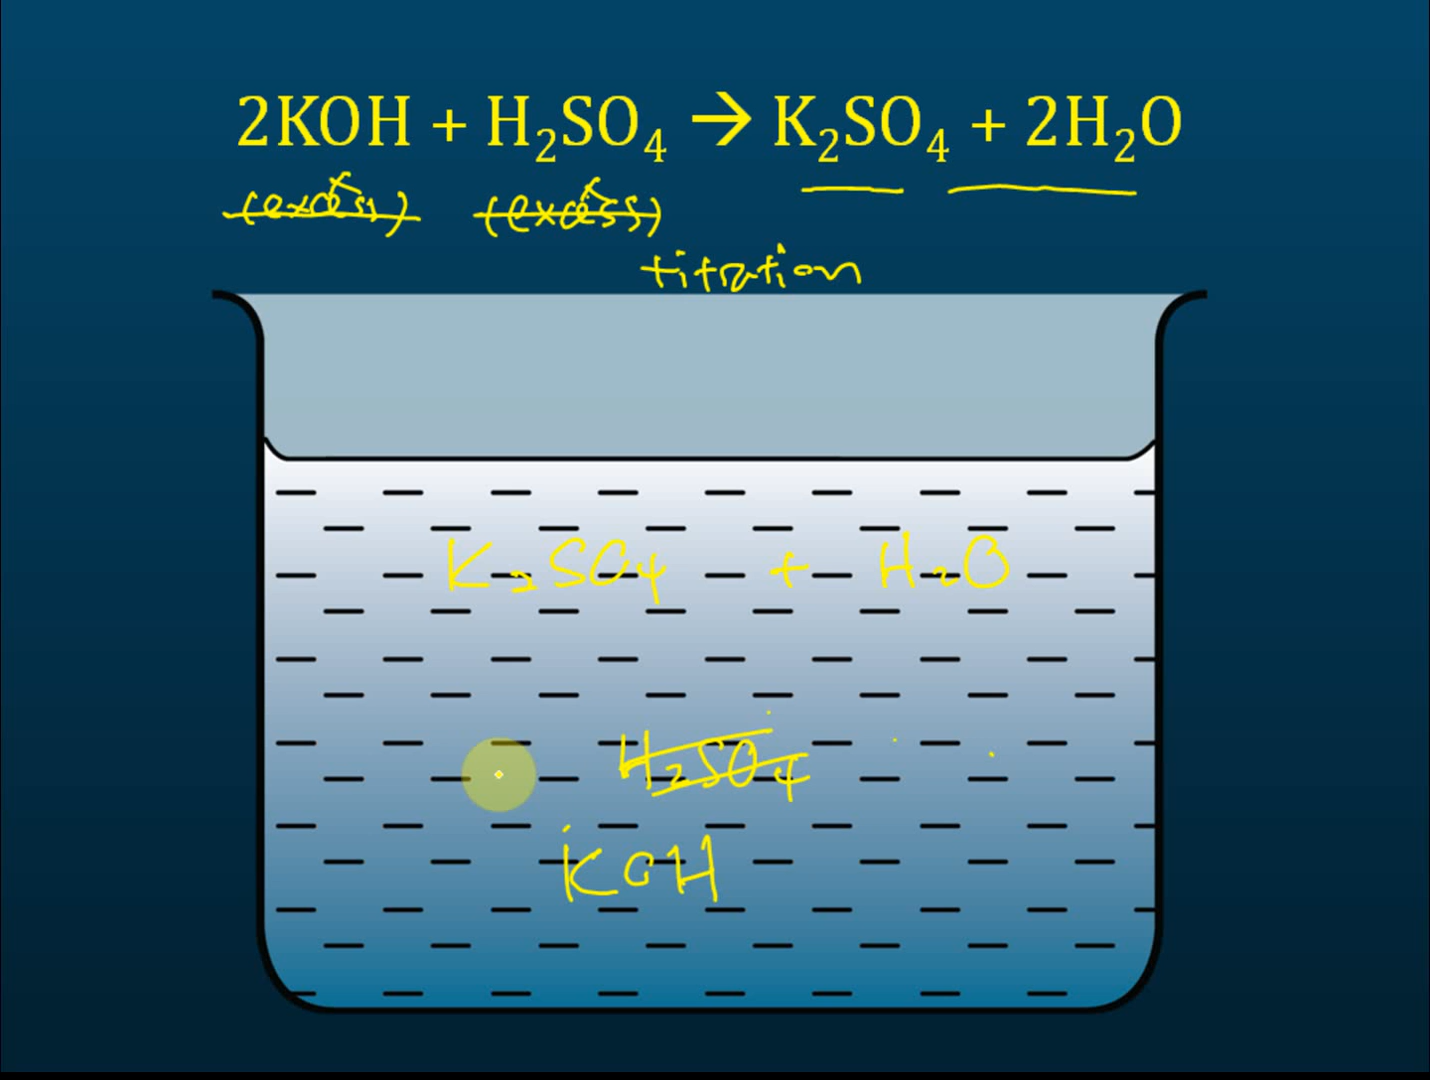 2KOH + H₂SO₄ → K₂SO₄ + 2H₂O
(excess) (excess)
titration
K₂SO₄ + H₂O
H₂SO₄
KOH